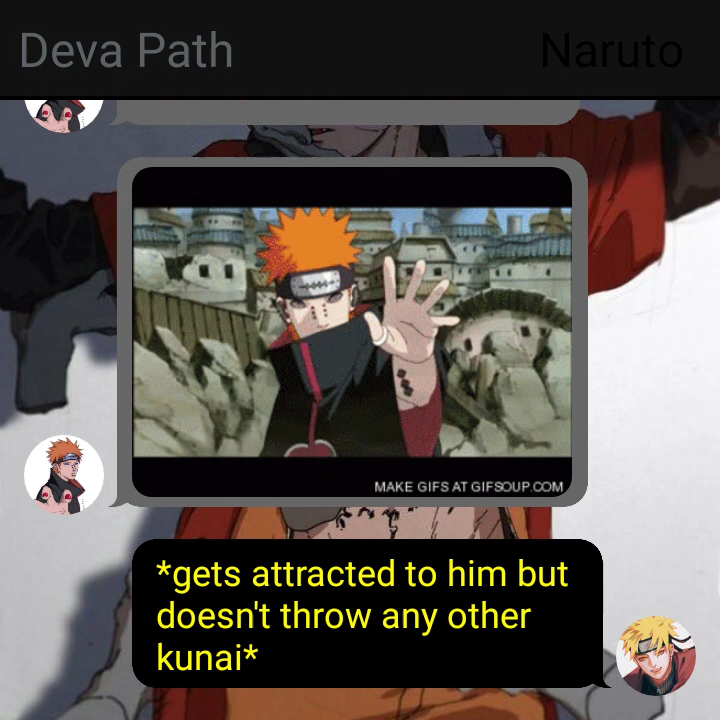 Deva Path
Naruto
MAKE GIFS AT GIFSOUP.COM
*gets attracted to him but
doesn't throw any other
kunai*